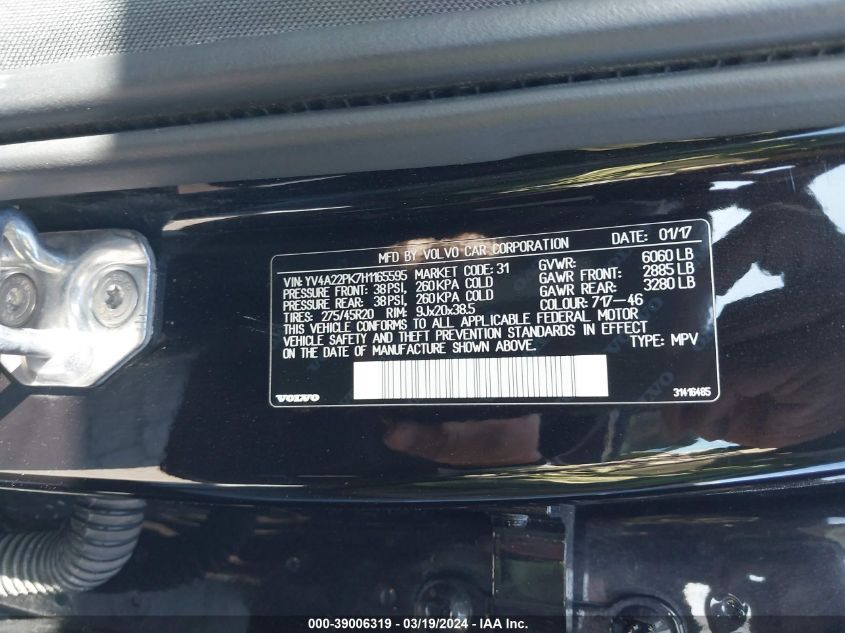 MFD BY VOLVO CAR CORPORATION DATE: 01/17
VIN: YV4A22PK7H1165595 MARKET CODE: 31 GVWR: 6060 LB
PRESSURE FRONT: 38PSI, 260KPA COLD GAWR FRONT: 2885 LB
PRESSURE REAR: 38PSI, 260KPA COLD GAWR REAR: 3280 LB
TIRES: 275/45R20 RIM: 9Jx20x38.5 COLOUR: 717-46
THIS VEHICLE CONFORMS TO ALL APPLICABLE FEDERAL MOTOR
VEHICLE SAFETY AND THEFT PREVENTION STANDARDS IN EFFECT
ON THE DATE OF MANUFACTURE SHOWN ABOVE. TYPE: MPV
VOLVO 31416485
000-39006319 - 03/19/2024 - IAA Inc.